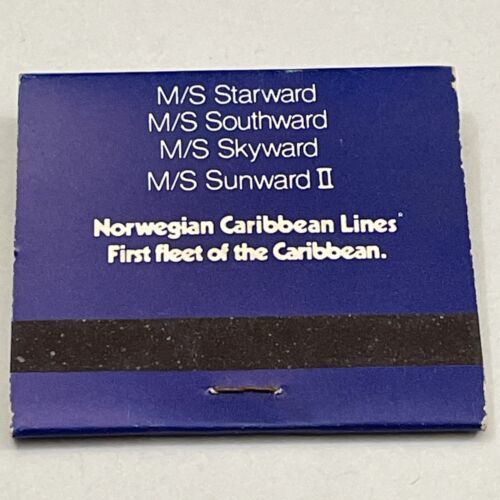 M/S Starward
M/S Southward
M/S Skyward
M/S Sunward II
Norwegian Caribbean Lines®
First fleet of the Caribbean.